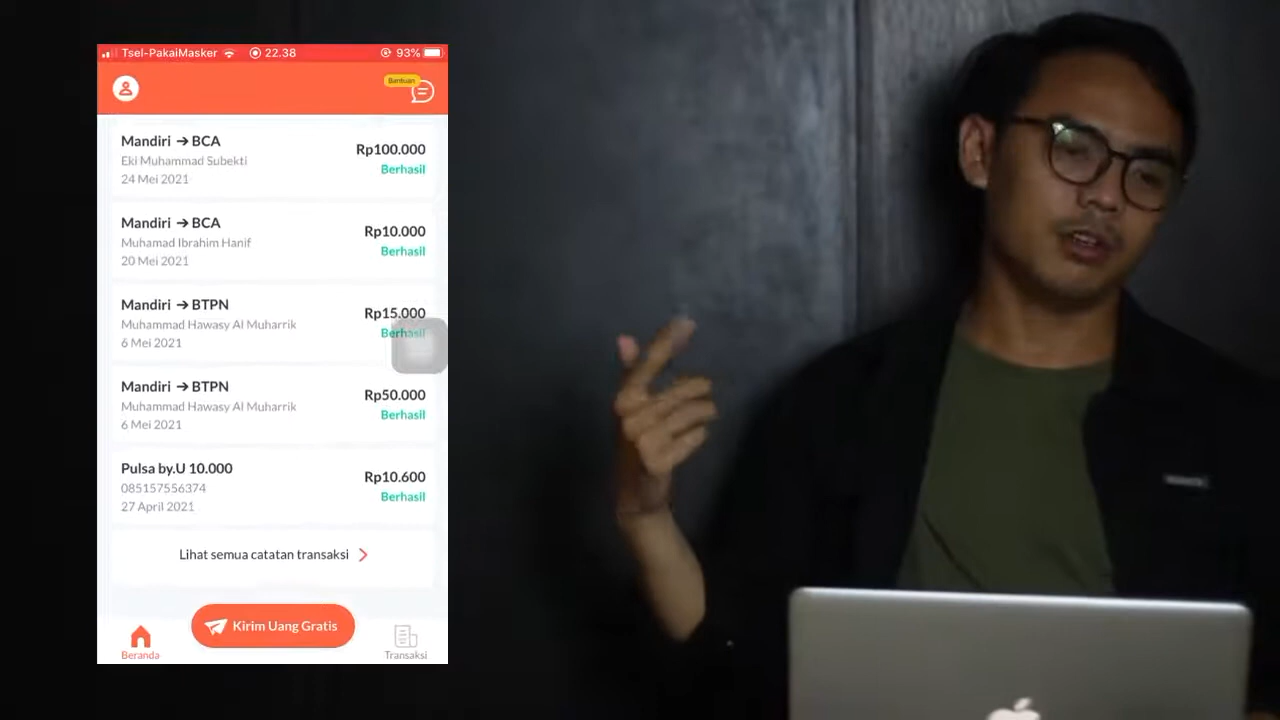 Tsel-PakaiMasker 22.38 93%
Bantuan
Mandiri → BCA
Eki Muhammad Subekti
24 Mei 2021
Rp100.000
Berhasil
Mandiri → BCA
Muhamad Ibrahim Hanif
20 Mei 2021
Rp10.000
Berhasil
Mandiri → BTPN
Muhammad Hawasy Al Muharrik
6 Mei 2021
Rp15.000
Berhasil
Mandiri → BTPN
Muhammad Hawasy Al Muharrik
6 Mei 2021
Rp50.000
Berhasil
Pulsa by.U 10.000
085157556374
27 April 2021
Rp10.600
Berhasil
Lihat semua catatan transaksi
Kirim Uang Gratis
Beranda
Transaksi